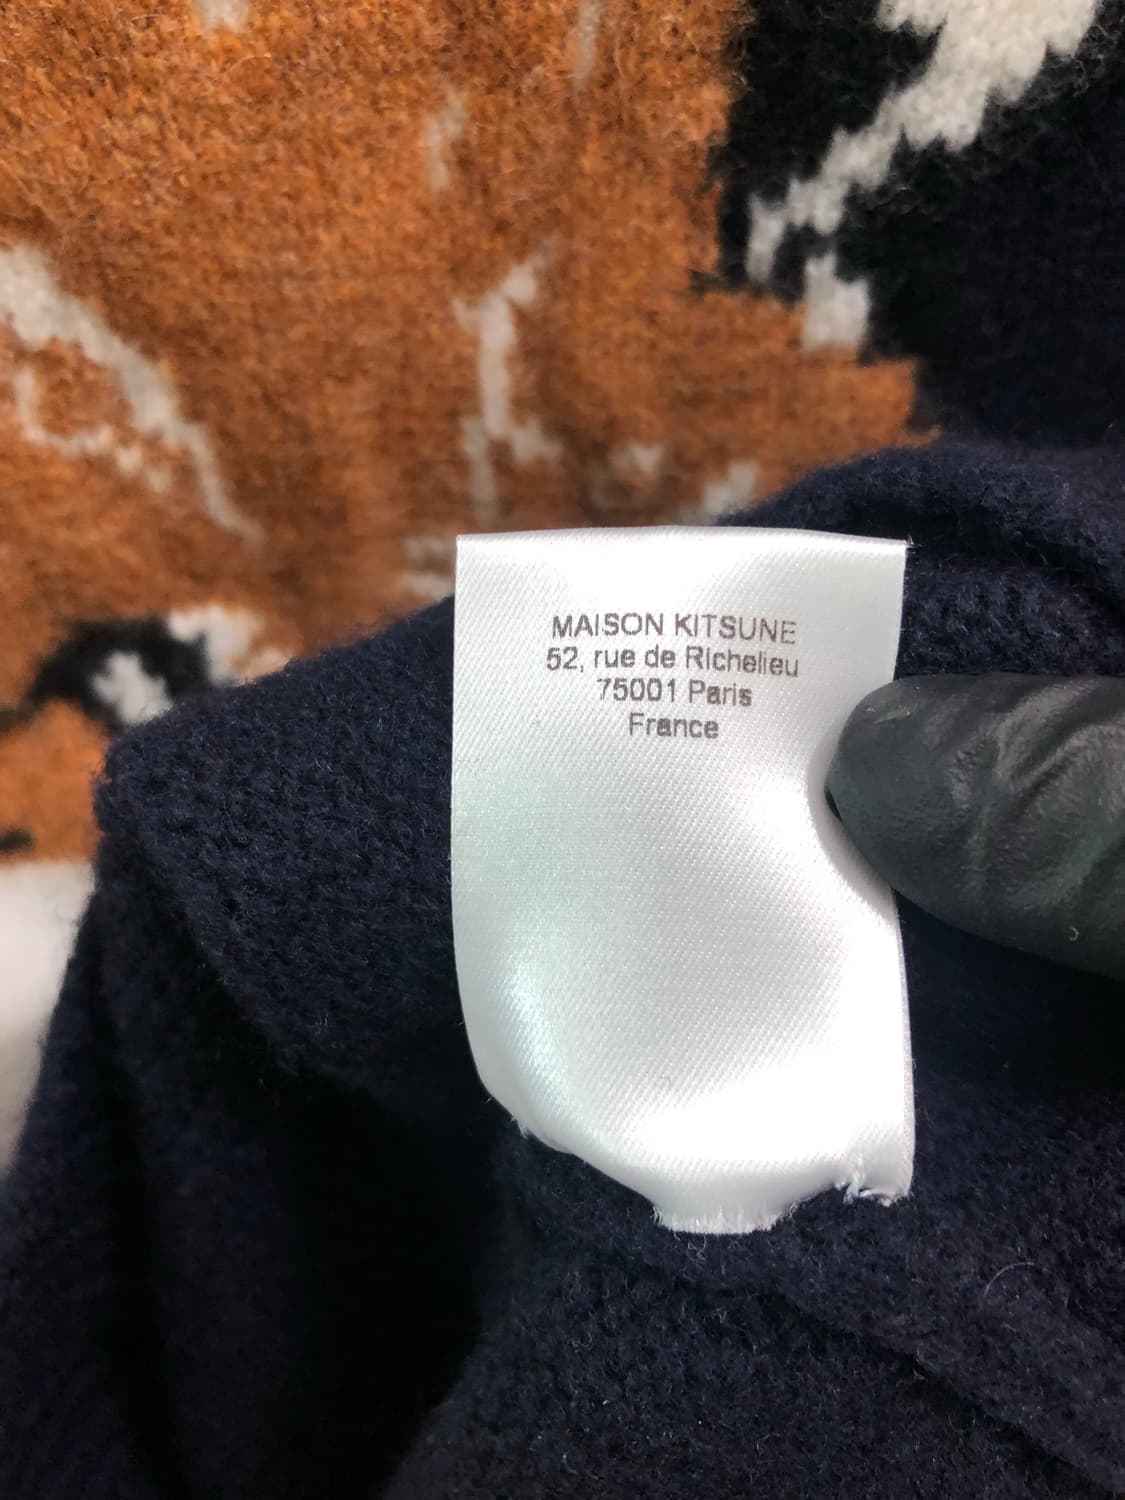 MAISON KITSUNE
52, rue de Richelieu
75001 Paris
France